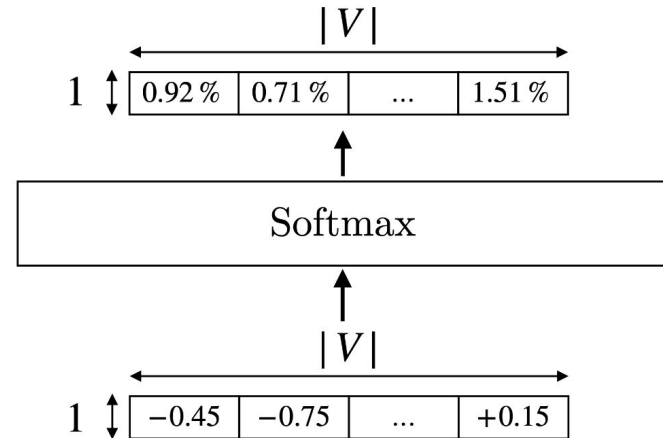 |V|
1 0.92 % 0.71 % ... 1.51 %
Softmax
|V|
1 −0.45 −0.75 ... +0.15